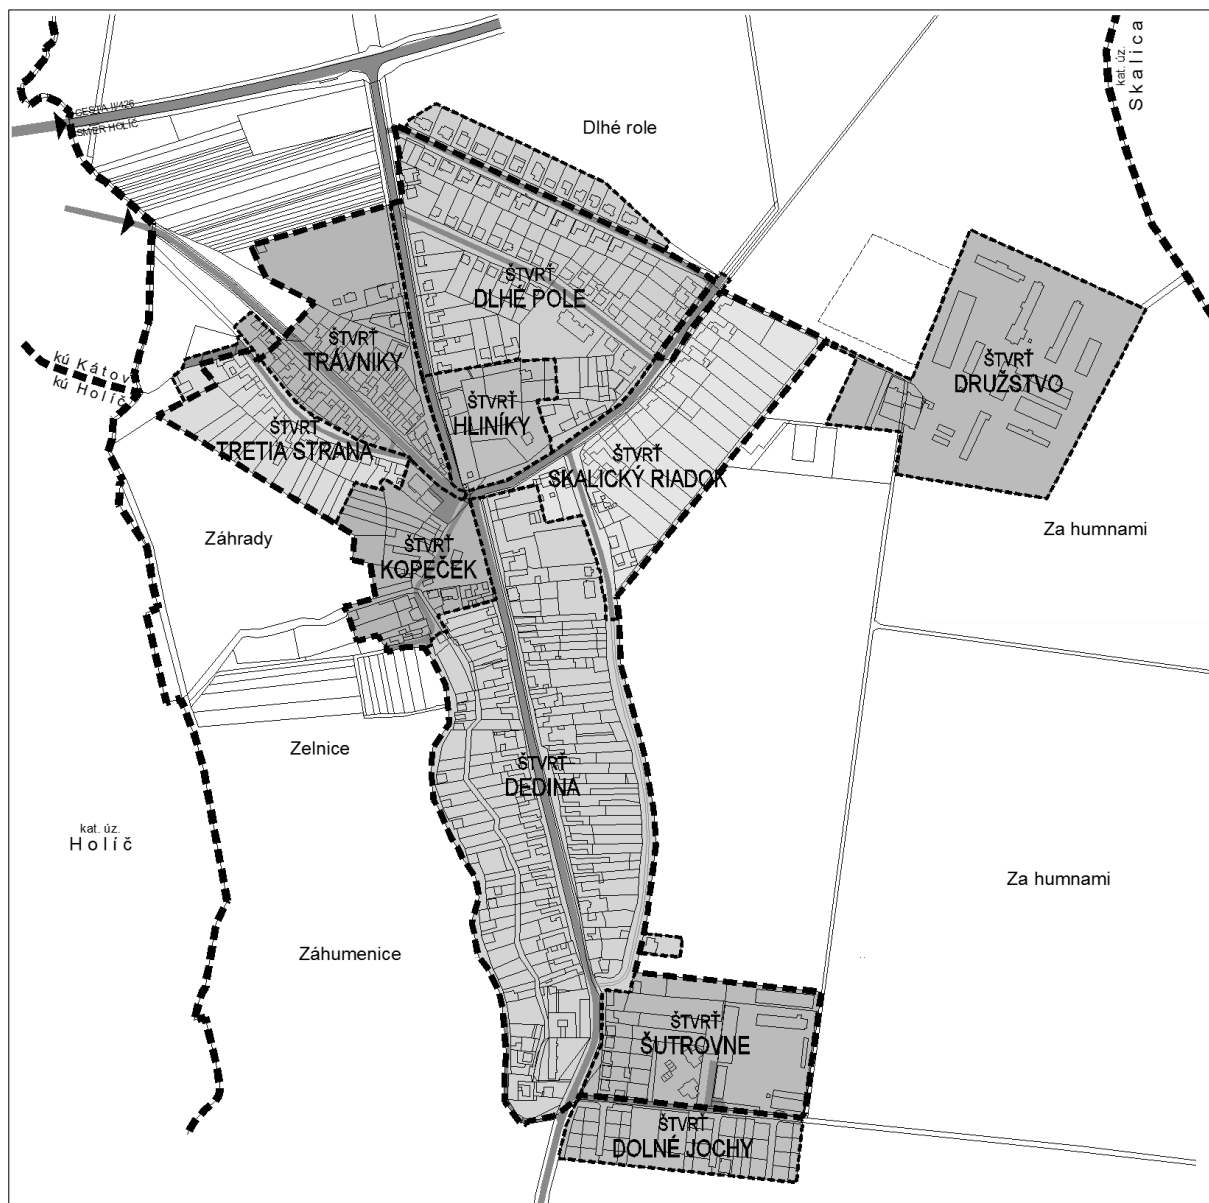 kat. úz.
Skalica
CESTA II/426
SMER HOLÍČ
Dlhé role
ŠTVRŤ
DLHÉ POLE
ŠTVRŤ
TRÁVNIKY
kú Kátov
kú Holíč
ŠTVRŤ
DRUŽSTVO
ŠTVRŤ
HLINÍKY
ŠTVRŤ
TRETIA STRANA
ŠTVRŤ
SKALICKÝ RIADOK
Záhrady
Za humnami
ŠTVRŤ
KOPEČEK
Zelnice
ŠTVRŤ
DEDINA
kat. úz.
Holíč
Za humnami
Záhumenice
ŠTVRŤ
ŠUTROVNE
ŠTVRŤ
DOLNÉ JOCHY